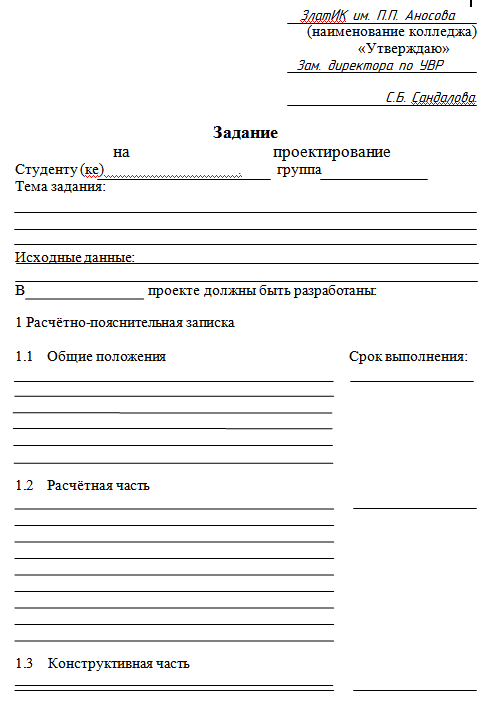 ЗлатИК им. П.П. Аносова
(наименование колледжа)
«Утверждаю»
Зам. директора по УВР
С.Б. Сандалова
Задание
на проектирование
Студенту (ке) . группа
Тема задания:
Исходные данные:
В проекте должны быть разработаны:
1 Расчётно-пояснительная записка
1.1 Общие положения Срок выполнения:
1.2 Расчётная часть
1.3 Конструктивная часть